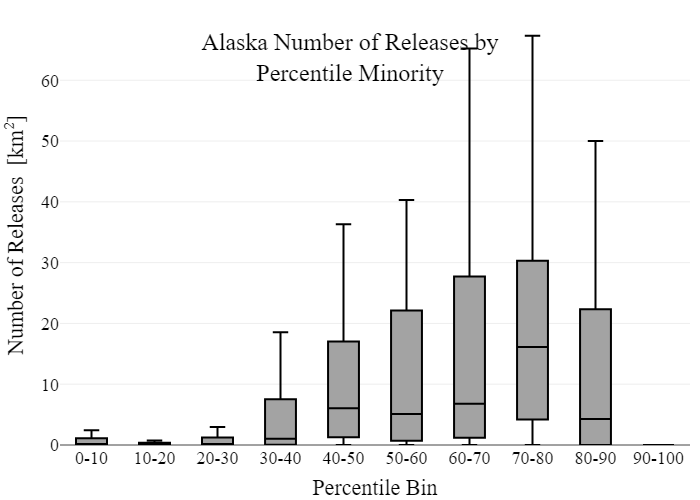 Alaska Number of Releases by
Percentile Minority
Number of Releases [km²]
60
50
40
30
20
10
0
0-10 10-20 20-30 30-40 40-50 50-60 60-70 70-80 80-90 90-100
Percentile Bin